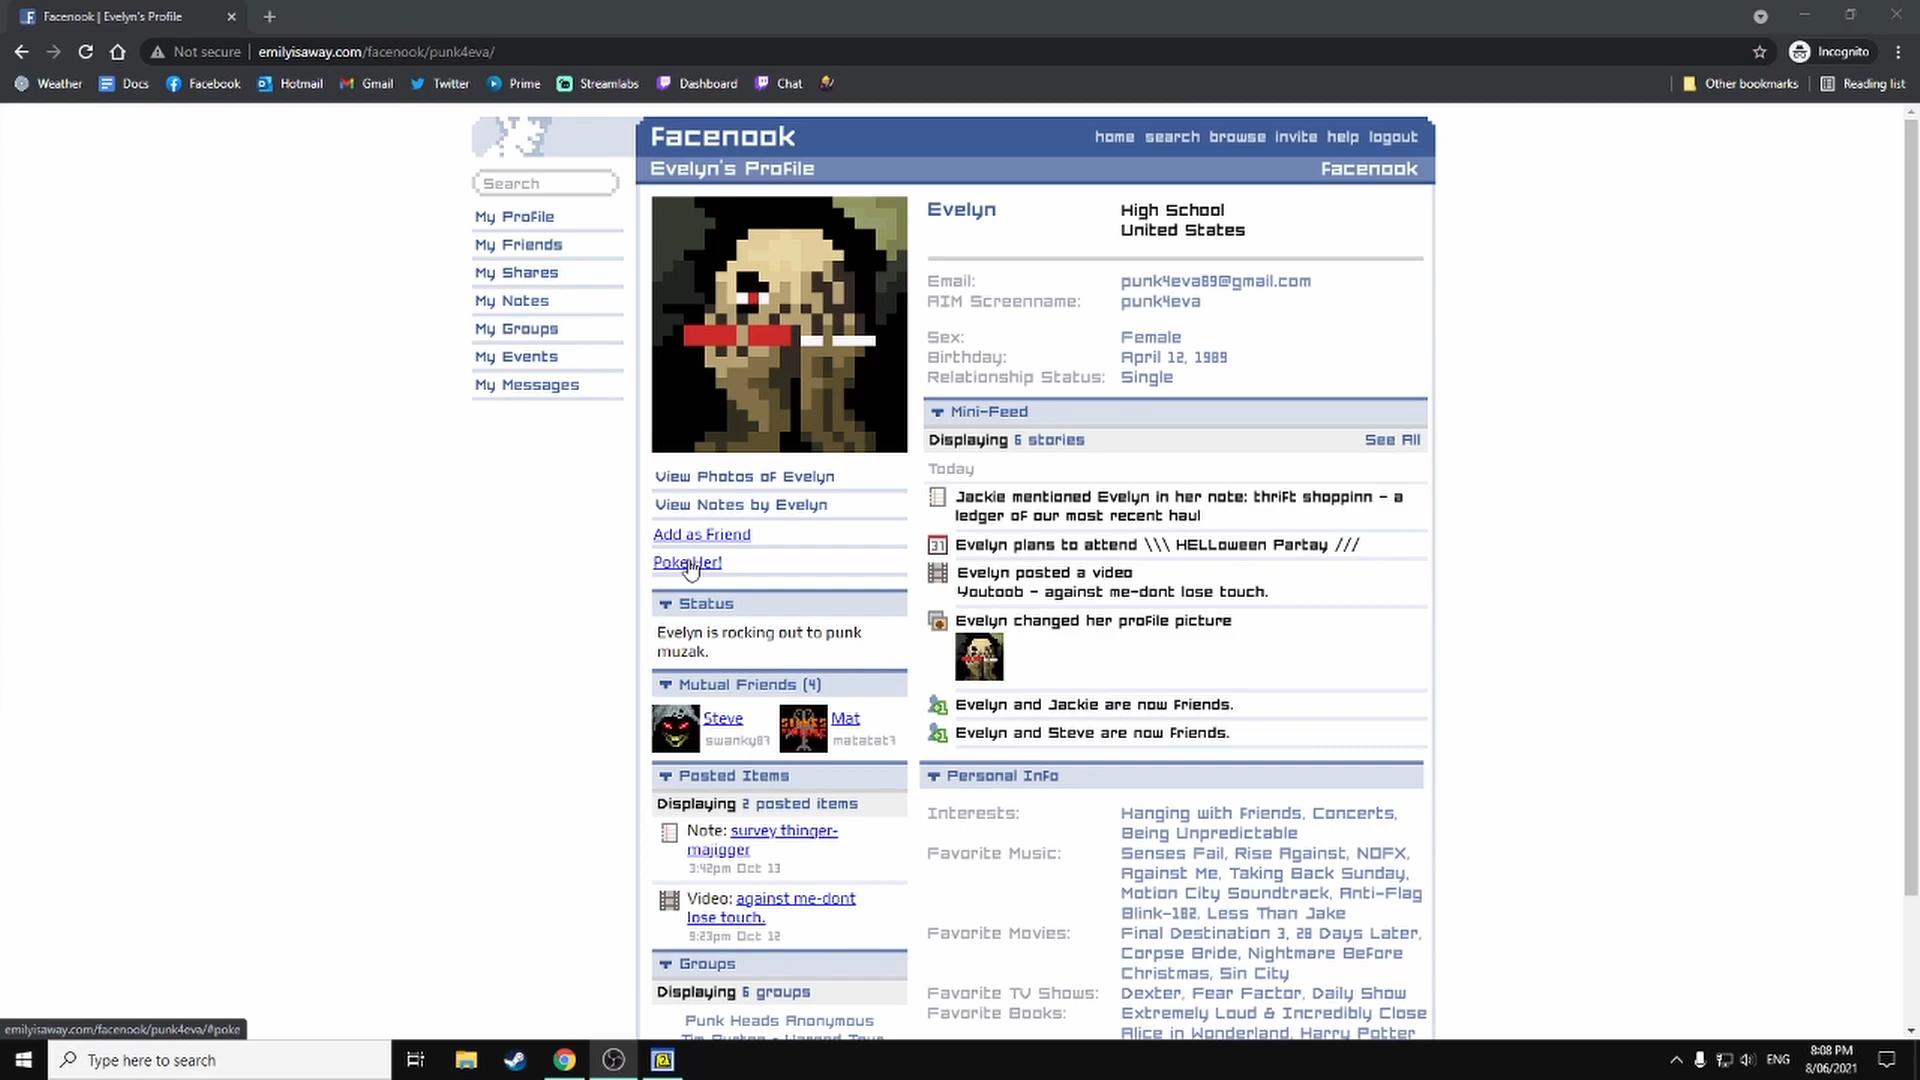 Facenook | Evelyn's Profile
Not secure emilyisaway.com/facenook/punk4eva/
Incognito
Weather Docs Facebook Hotmail Gmail Twitter Prime Streamlabs Dashboard Chat Other bookmarks Reading list
Facenook home search browse invite help logout
Evelyn's Profile Facenook
Search
My Profile
My Friends
My Shares
My Notes
My Groups
My Events
My Messages
View Photos of Evelyn
View Notes by Evelyn
Add as Friend
Poke Her!
Status
Evelyn is rocking out to punk
muzak.
Mutual Friends (4)
Steve Mat
swanky87 matatat7
Posted Items
Displaying 2 posted items
Note: survey thinger-
majigger
3:42pm Oct 13
Video: against me-dont
lose touch.
9:23pm Oct 12
Groups
Displaying 6 groups
Punk Heads Anonymous
Evelyn High School
United States
Email: punk4eva89@gmail.com
AIM Screenname: punk4eva
Sex: Female
Birthday: April 12, 1989
Relationship Status: Single
Mini-Feed
Displaying 6 stories See All
Today
Jackie mentioned Evelyn in her note: thrift shoppinn - a
ledger of our most recent haul
31 Evelyn plans to attend \\\ HELLoween Partay ///
Evelyn posted a video
Youtoob - against me-dont lose touch.
Evelyn changed her profile picture
Evelyn and Jackie are now friends.
Evelyn and Steve are now friends.
Personal Info
Interests: Hanging with Friends, Concerts,
Being Unpredictable
Favorite Music: Senses Fail, Rise Against, NOFX,
Against Me, Taking Back Sunday,
Motion City Soundtrack, Anti-Flag
Blink-182, Less Than Jake
Favorite Movies: Final Destination 3, 28 Days Later,
Corpse Bride, Nightmare Before
Christmas, Sin City
Favorite TV Shows: Dexter, Fear Factor, Daily Show
Favorite Books: Extremely Loud & Incredibly Close
Alice in Wonderland, Harry Potter
emilyisaway.com/facenook/punk4eva/#poke
Type here to search
ENG
8:08 PM
8/06/2021